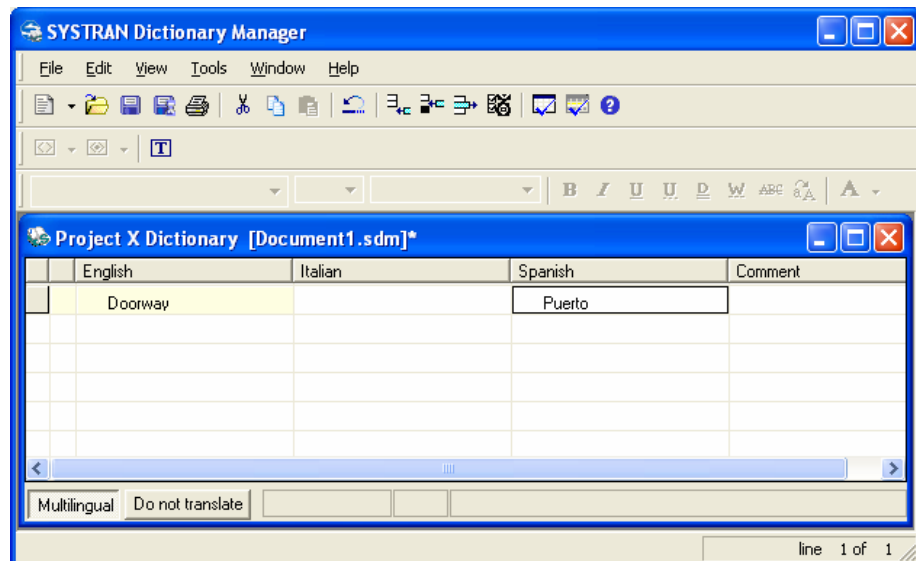 SYSTRAN Dictionary Manager
File Edit View Tools Window Help
T
B I U U D W ABC A
Project X Dictionary [Document1.sdm]*
English Italian Spanish Comment
Doorway Puerto
Multilingual Do not translate
line 1 of 1